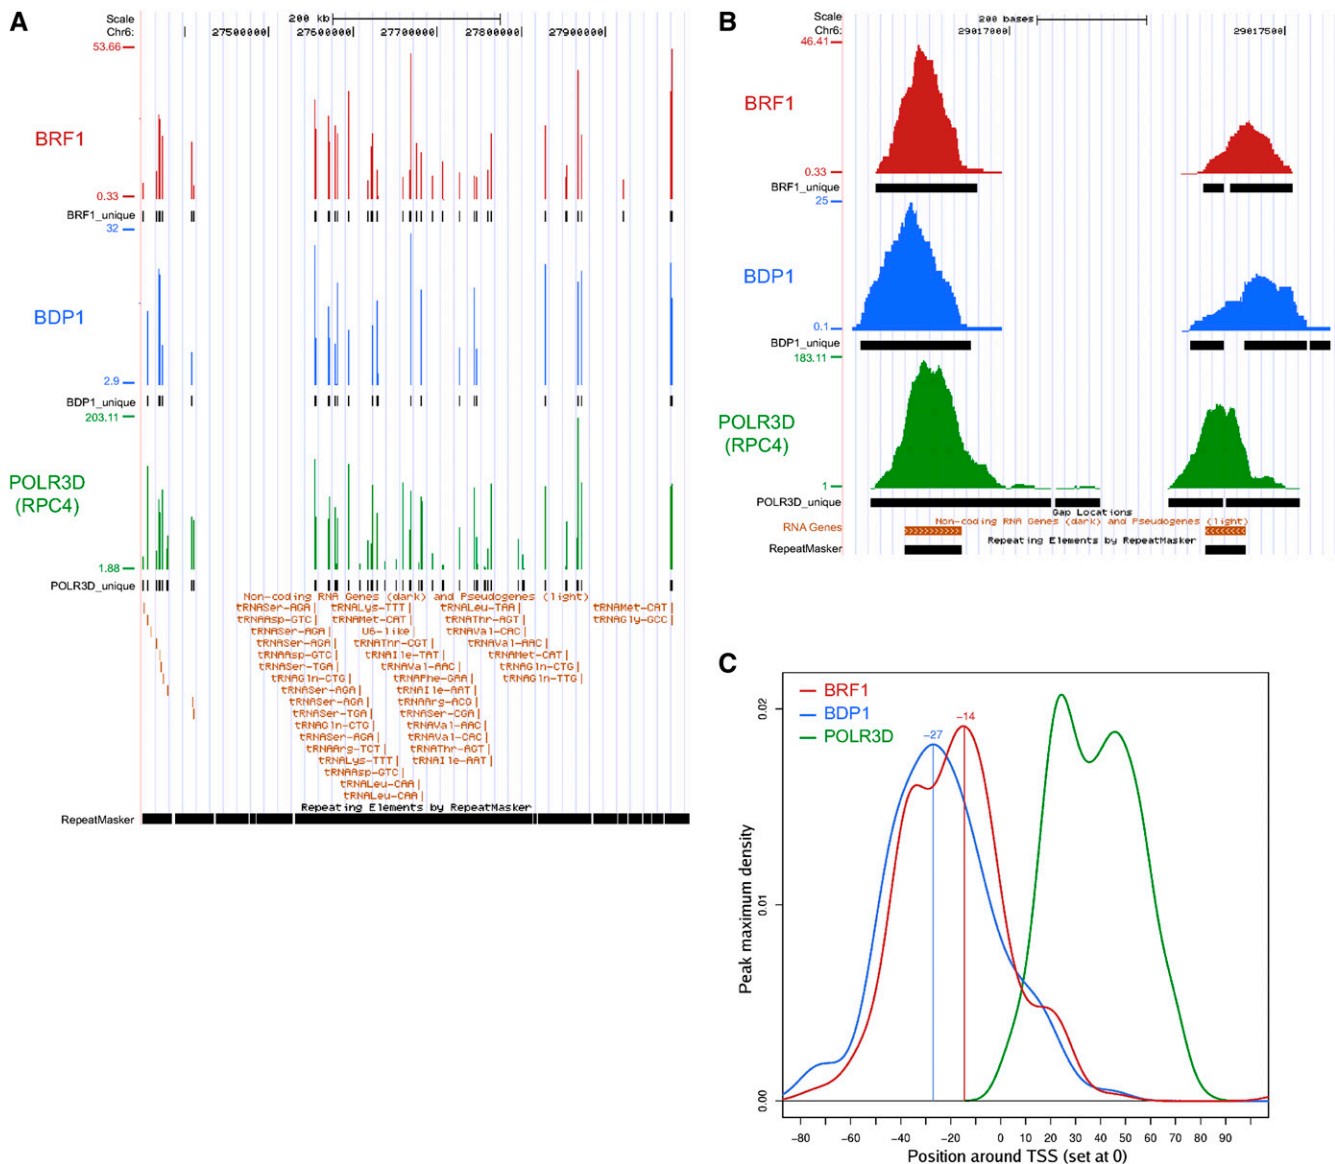 A
Scale
Chr6:
200 kb
27500000
27600000
27700000
27800000
27900000
53.66
BRF1
0.33
BRF1_unique
32
BDP1
2.9
BDP1_unique
203.11
POLR3D
(RPC4)
1.88
POLR3D_unique
Non-coding RNA Genes (dark) and Pseudogenes (light)
tRNASer-AGA tRNALys-TTT tRNALeu-TAA tRNAMet-CAT
tRNAAsp-GTC tRNAMet-CAT tRNAThr-AGT tRNAGly-GCC
tRNASer-AGA U6-like tRNAVal-CAC
tRNASer-AGA tRNAThr-CGT tRNAVal-AAC
tRNAAsp-GTC tRNAIle-TAT tRNAMet-CAT
tRNASer-TGA tRNAVal-AAC tRNAGln-CTG
tRNAGln-CTG tRNAPhe-GAA tRNAGln-TTG
tRNASer-AGA tRNAIle-AAT
tRNASer-AGA tRNAArg-ACG
tRNASer-TGA tRNASer-CGA
tRNAGln-CTG tRNAVal-AAC
tRNASer-AGA tRNAVal-CAC
tRNAArg-TCT tRNAThr-AGT
tRNALys-TTT tRNAIle-AAT
tRNAAsp-GTC
tRNALeu-CAA
tRNALeu-CAA
Repeating Elements by RepeatMasker
RepeatMasker
B
Scale
Chr6:
200 bases
29017000
29017500
46.41
BRF1
0.33
BRF1_unique
25
BDP1
0.1
BDP1_unique
183.11
POLR3D
(RPC4)
1
POLR3D_unique
Gap Locations
Non-coding RNA Genes (dark) and Pseudogenes (light)
RNA Genes
Repeating Elements by RepeatMasker
RepeatMasker
C
BRF1
BDP1
POLR3D
-27
-14
0.02
0.01
0.00
Peak maximum density
-80 -60 -40 -20 0 10 20 30 40 50 60 70 80 90
Position around TSS (set at 0)